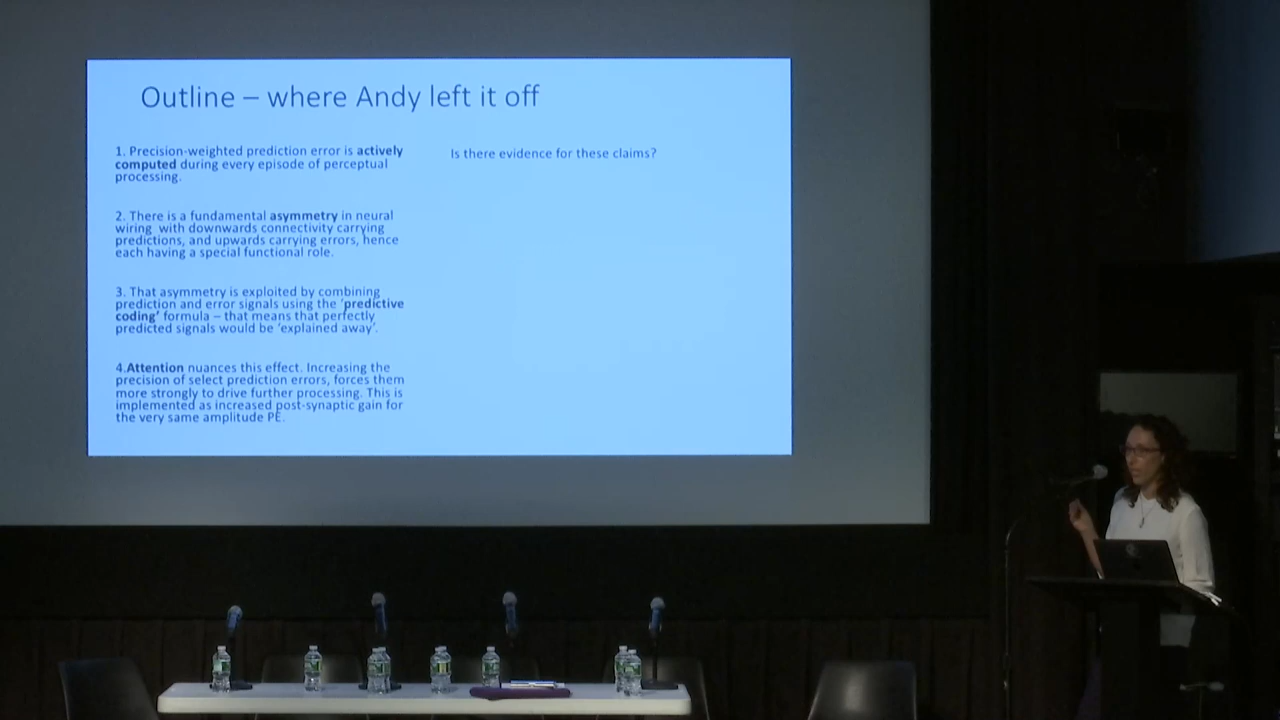 Outline – where Andy left it off
1. Precision-weighted prediction error is actively
computed during every episode of perceptual
processing.
2. There is a fundamental asymmetry in neural
wiring with downwards connectivity carrying
predictions, and upwards carrying errors, hence
each having a special functional role.
3. That asymmetry is exploited by combining
prediction and error signals using the ‘predictive
coding’ formula – that means that perfectly
predicted signals would be ‘explained away’.
4.Attention nuances this effect. Increasing the
precision of select prediction errors, forces them
more strongly to drive further processing. This is
implemented as increased post-synaptic gain for
the very same amplitude PE.
Is there evidence for these claims?